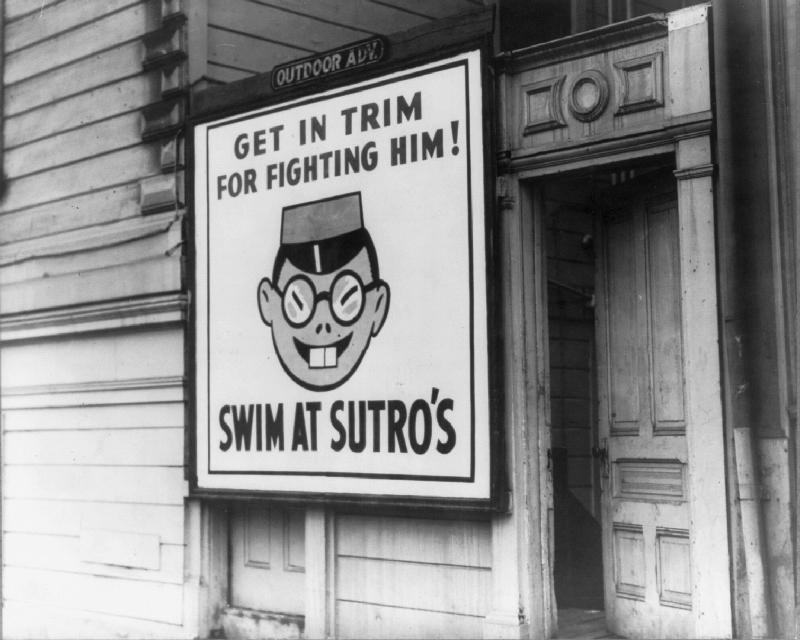 OUTDOOR ADV.
GET IN TRIM
FOR FIGHTING HIM!
SWIM AT SUTRO'S